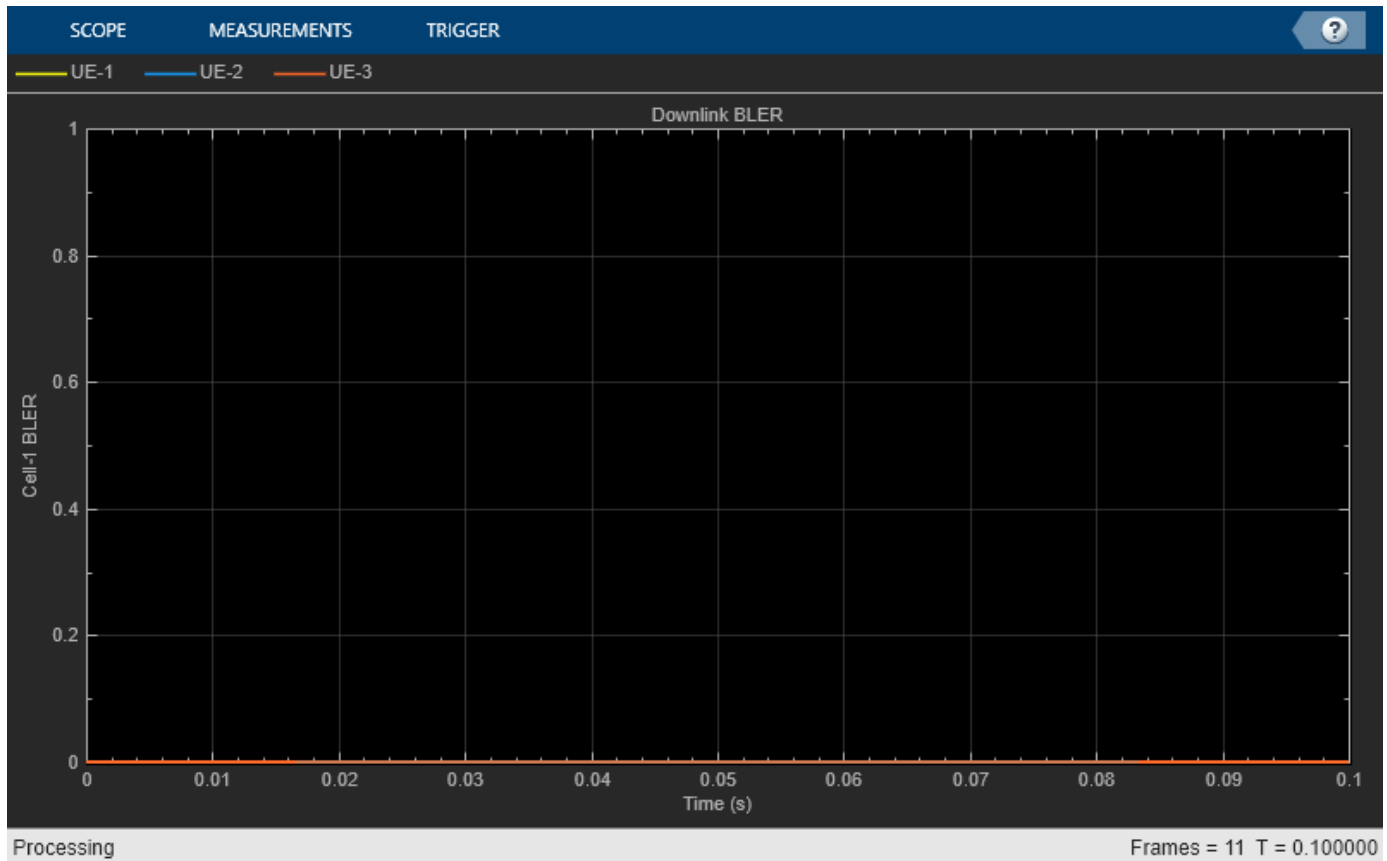 SCOPE MEASUREMENTS TRIGGER ?
UE-1 UE-2 UE-3
Downlink BLER
1
0.8
0.6
0.4
0.2
0
Cell-1 BLER
0 0.01 0.02 0.03 0.04 0.05 0.06 0.07 0.08 0.09 0.1
Time (s)
Processing Frames = 11 T = 0.100000